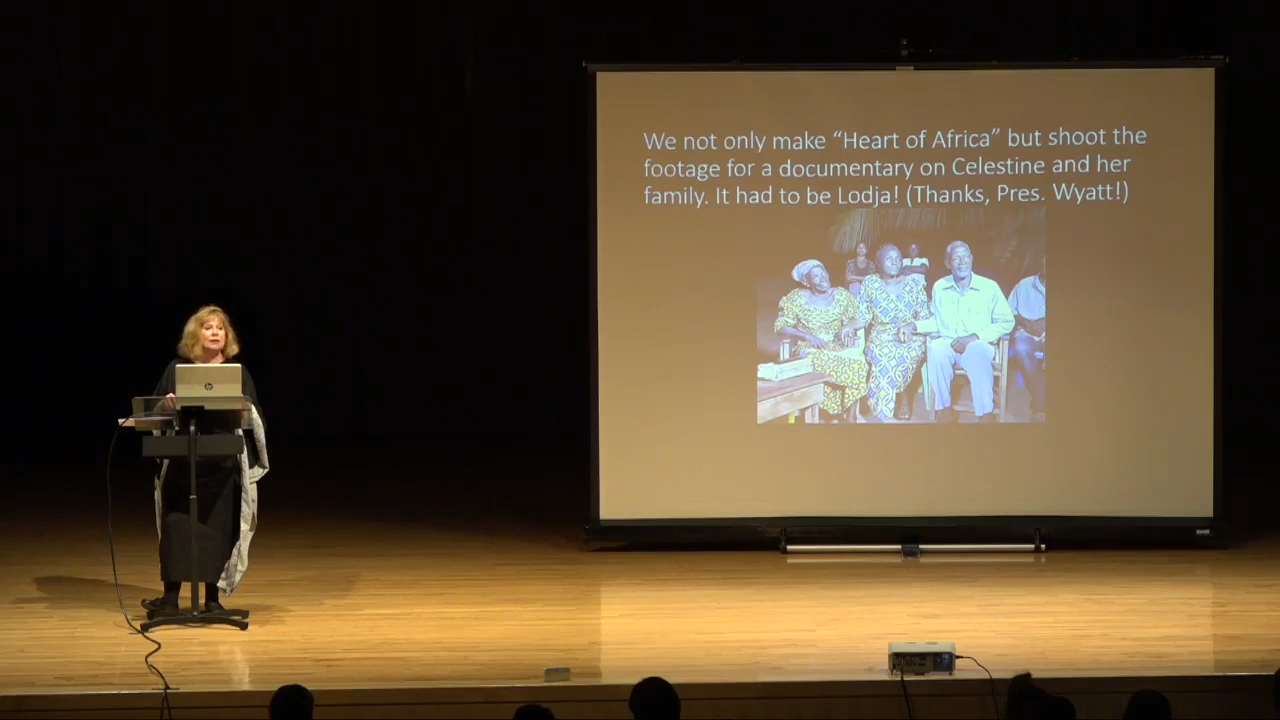 We not only make “Heart of Africa” but shoot the
footage for a documentary on Celestine and her
family. It had to be Lodja! (Thanks, Pres. Wyatt!)
hp